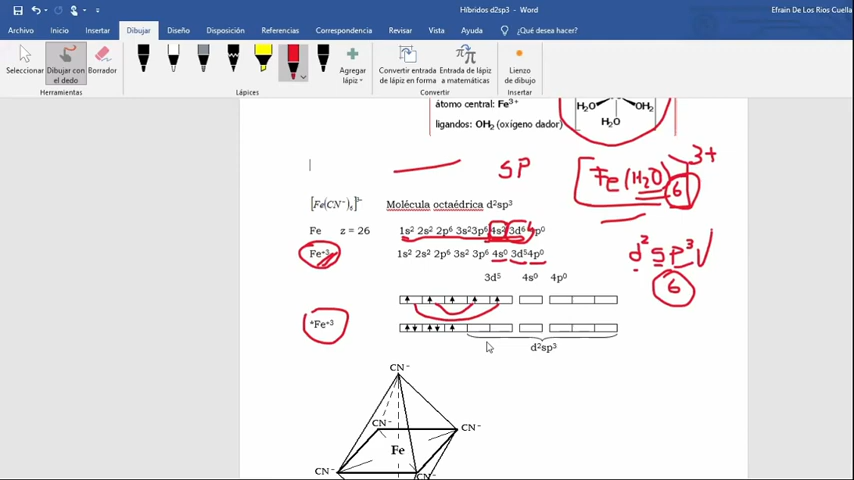 Híbridos d2sp3 - Word
Efrain De Los Rios Cuella
Archivo Inicio Insertar Dibujar Diseño Disposición Referencias Correspondencia Revisar Vista Ayuda ¿Qué desea hacer?
Seleccionar
Dibujar con el dedo
Borrador
Agregar lápiz
Convertir entrada de lápiz en forma
Entrada de lápiz a matemáticas
Lienzo de dibujo
Herramientas
Lápices
Convertir
Insertar
átomo central: Fe³⁺
ligandos: OH₂ (oxigeno dador)
H₂O
OH₂
H₂O
SP
[Fe(H₂O)6]3+
[Fe(CN⁻)₆]³⁻ Molécula octaédrica d²sp³
Fe z = 26 1s² 2s² 2p⁶ 3s²3p⁶ 4s² 3d⁶ 4p⁰
Fe⁺³ 1s² 2s² 2p⁶ 3s² 3p⁶ 4s⁰ 3d⁵4p⁰
d² s p³
6
3d⁵ 4s⁰ 4p⁰
*Fe⁺³
d²sp³
CN⁻
CN⁻
CN⁻
Fe
CN⁻
CN⁻